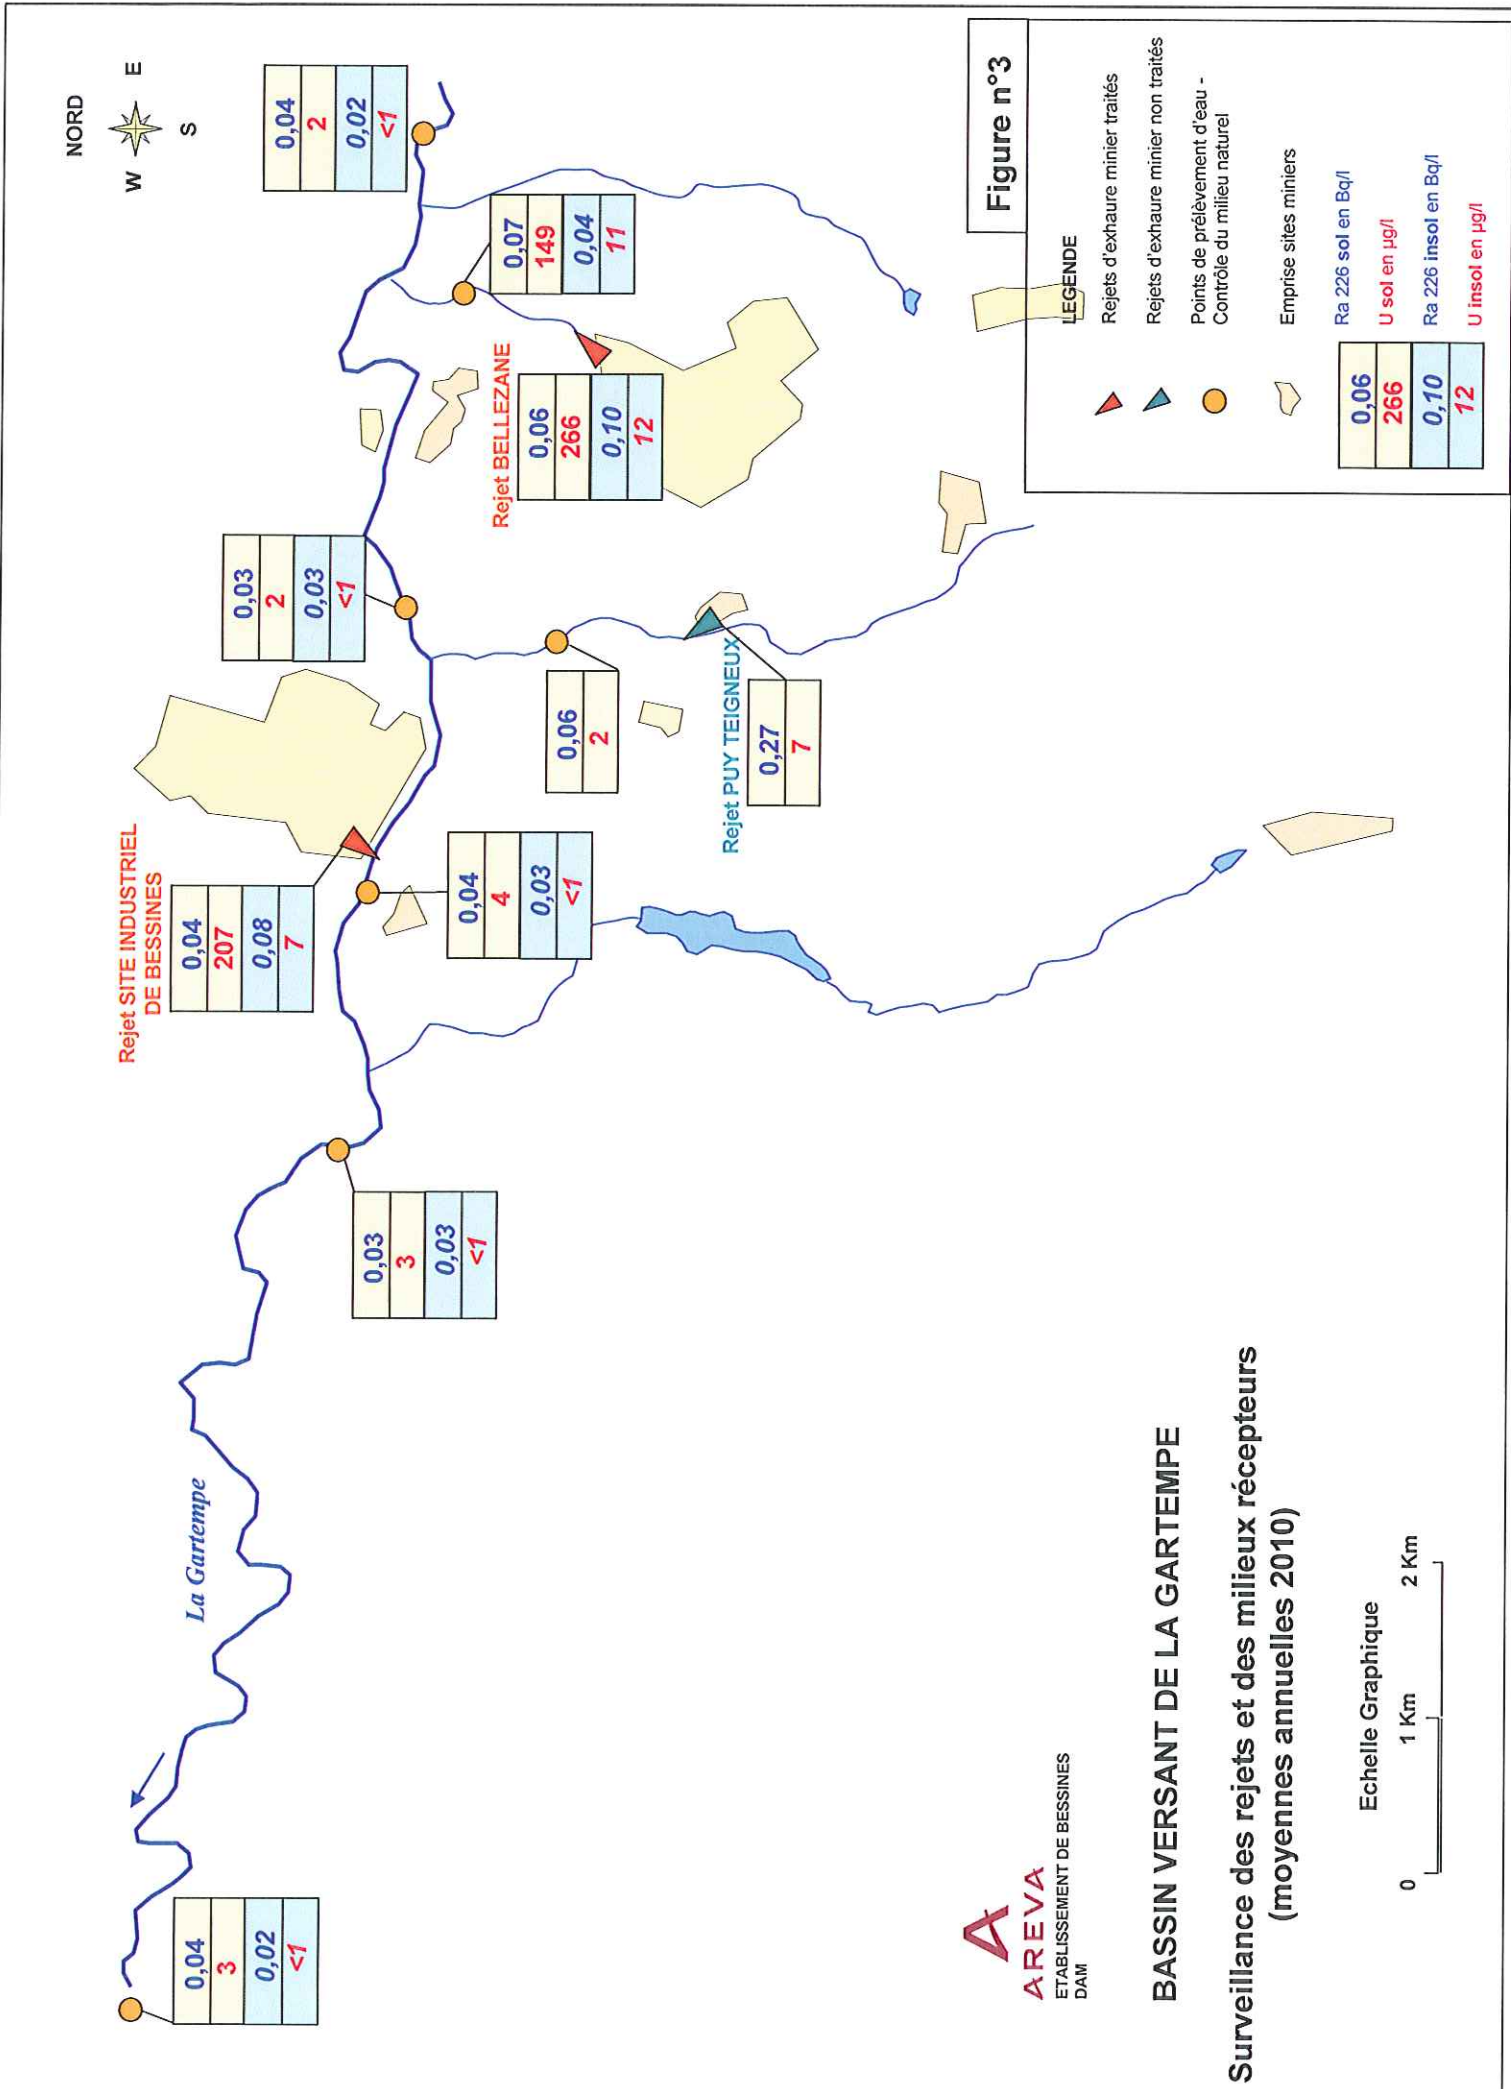 NORD
W
E
S
0,04
2
0,02
<1
0,07
149
0,04
11
Rejet BELLEZANE
0,06
266
0,10
12
0,03
2
0,03
<1
0,06
2
Rejet PUY TEIGNEUX
0,27
7
Rejet SITE INDUSTRIEL
DE BESSINES
0,04
207
0,08
7
0,04
4
0,03
<1
0,03
3
0,03
<1
La Gartempe
0,04
3
0,02
<1
AREVA
ETABLISSEMENT DE BESSINES
DAM
BASSIN VERSANT DE LA GARTEMPE
Surveillance des rejets et des milieux récepteurs
(moyennes annuelles 2010)
Echelle Graphique
0
1 Km
2 Km
Figure n°3
LEGENDE
Rejets d'exhaure minier traités
Rejets d'exhaure minier non traités
Points de prélèvement d'eau -
Contrôle du milieu naturel
Emprise sites miniers
0,06
Ra 226 sol en Bq/l
266
U sol en µg/l
0,10
Ra 226 insol en Bq/l
12
U insol en µg/l